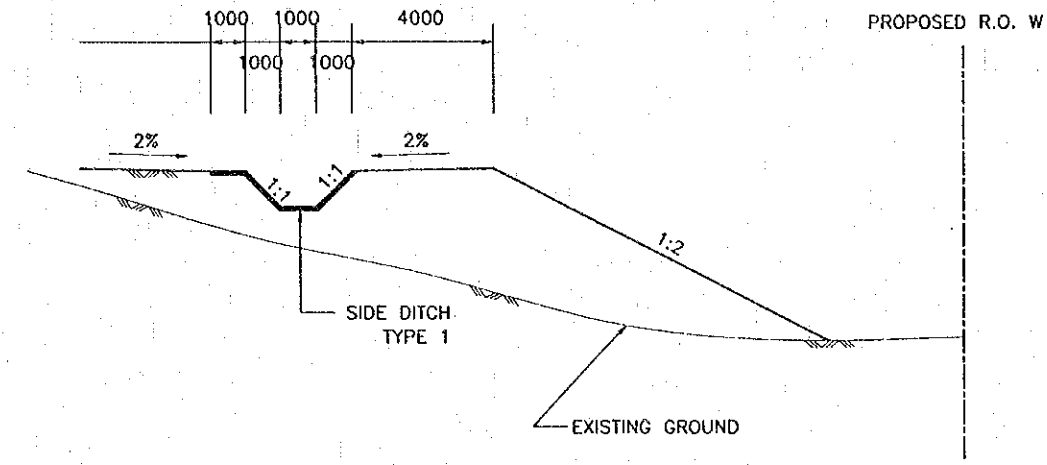 1000 1000 4000
1000 1000
PROPOSED R.O. W
2% 2%
1:1 1:1
1:2
SIDE DITCH
TYPE 1
EXISTING GROUND